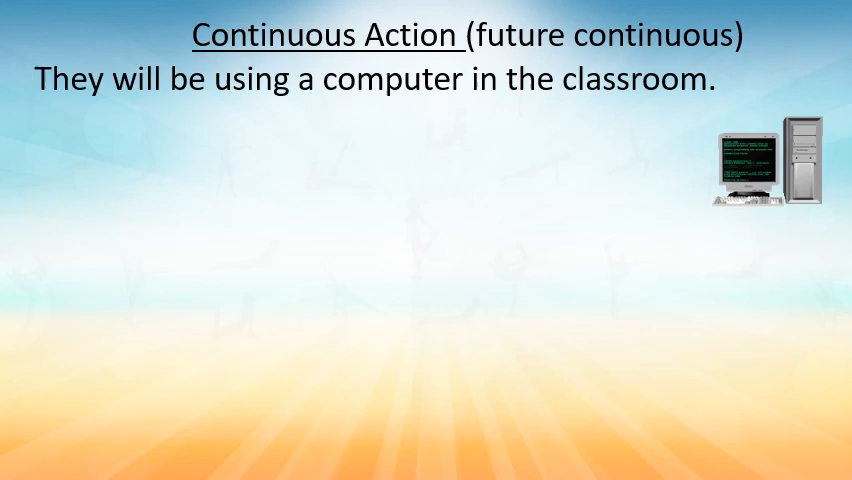 Continuous Action (future continuous)
They will be using a computer in the classroom.